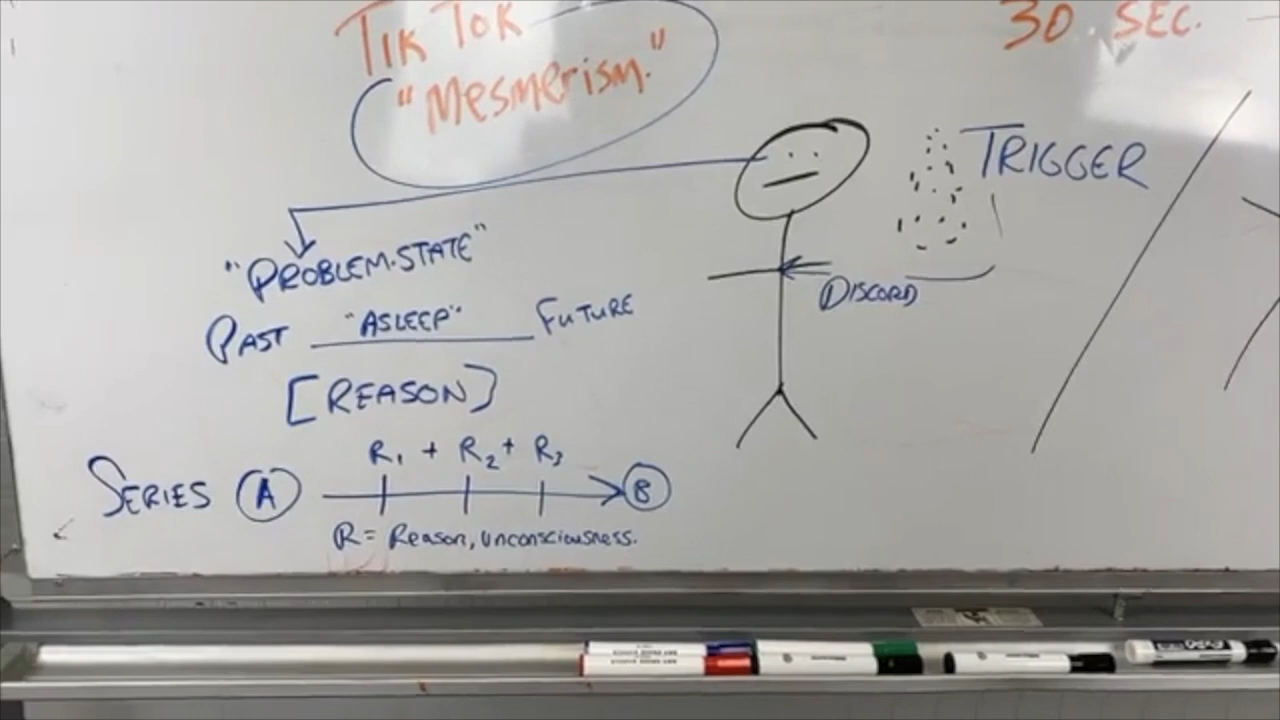 TIK TOK
"MESMERISM."
30 SEC.
TRIGGER
DISCORD
"PROBLEM.STATE"
PAST "ASLEEP" FUTURE
[REASON]
R1 + R2 + R3
SERIES A B
R = Reason, unconsciousness.
EXPO